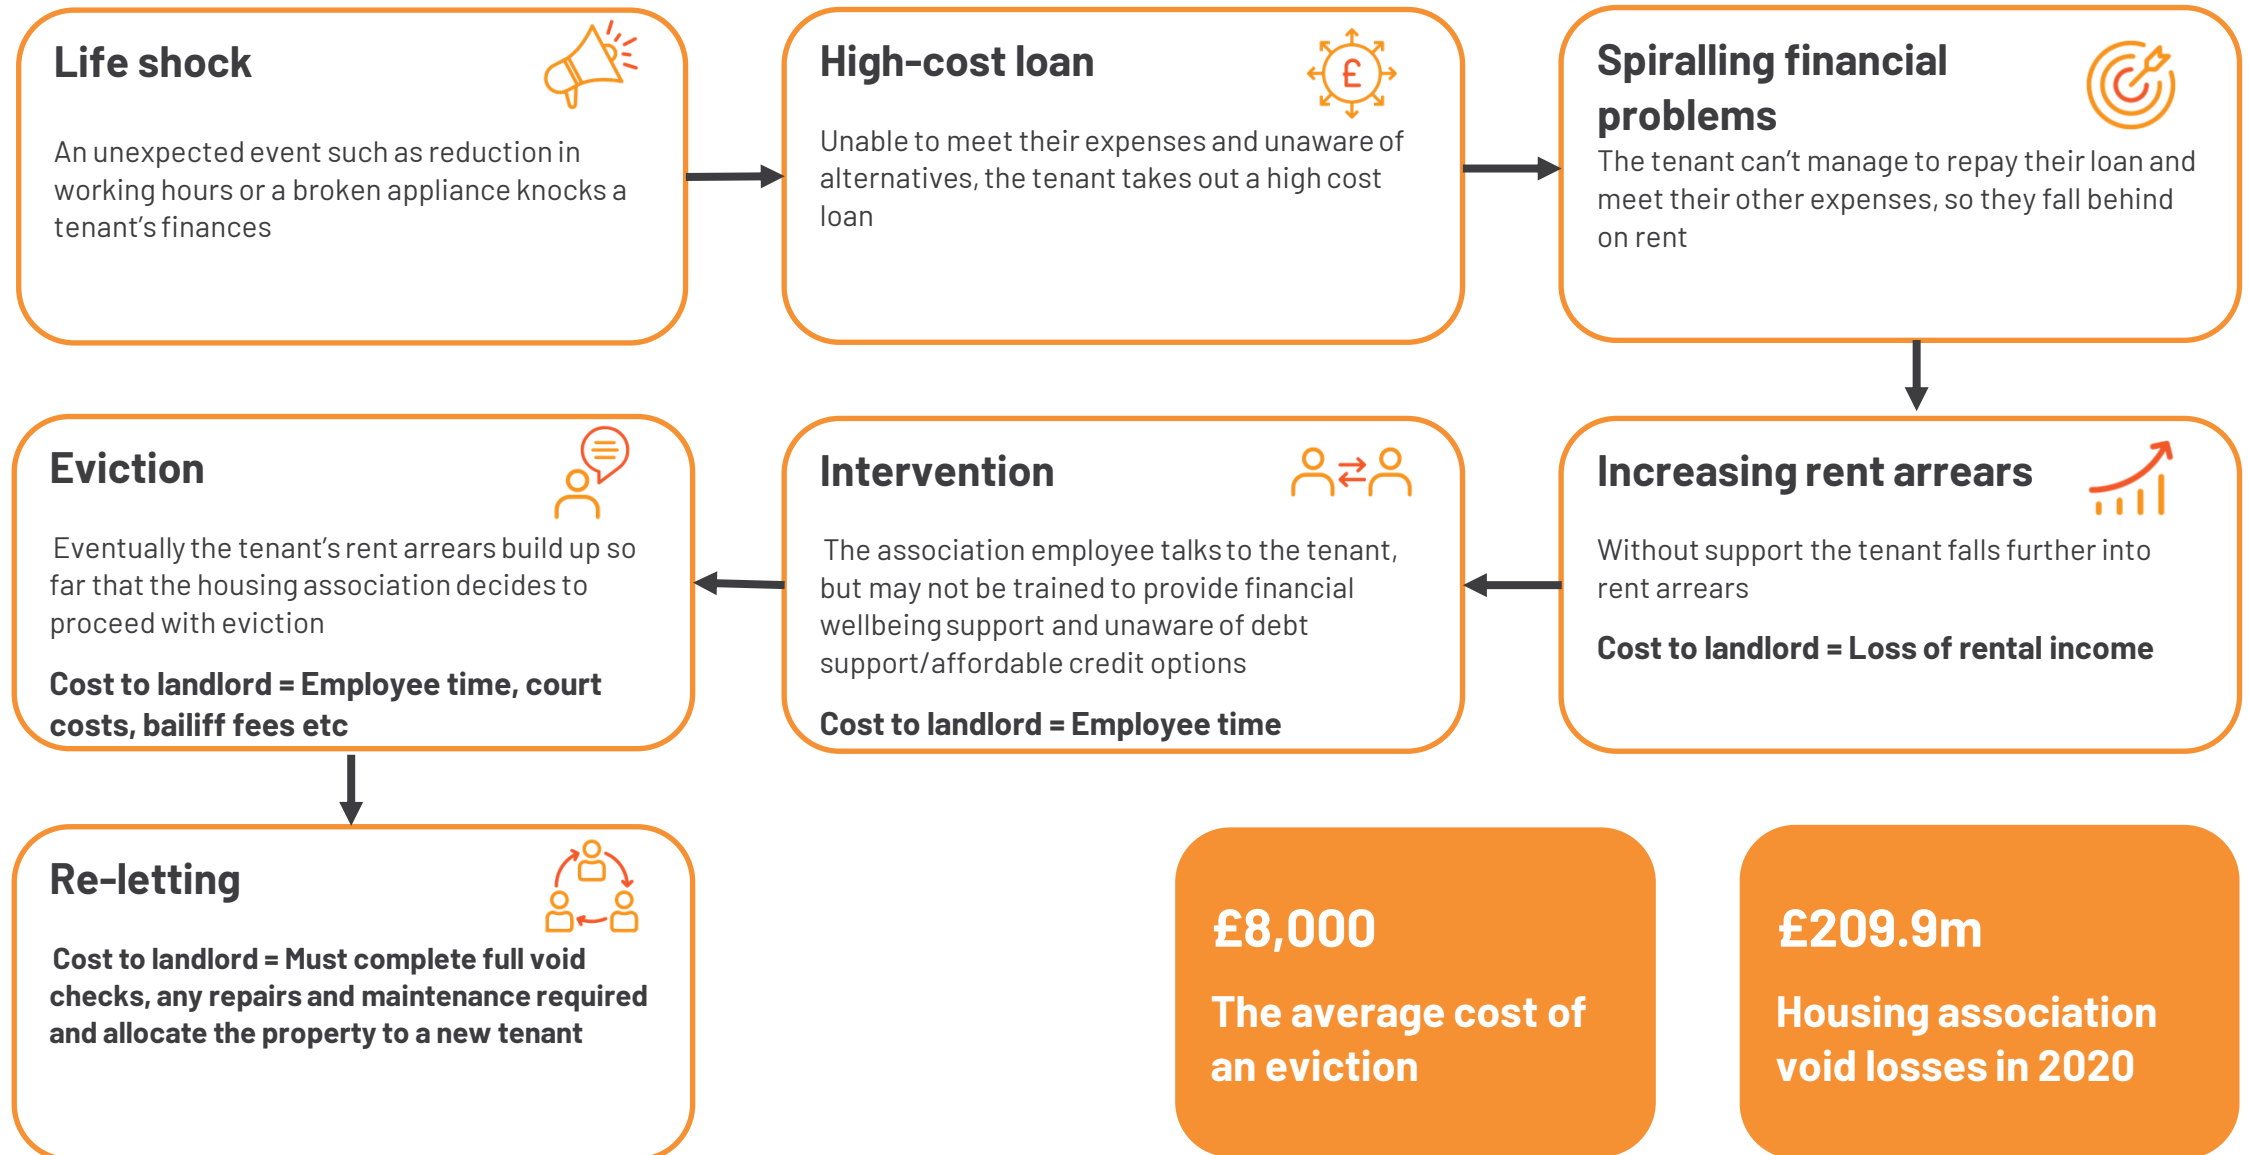 Life shock
An unexpected event such as reduction in
working hours or a broken appliance knocks a
tenant's finances
High-cost loan
£
Unable to meet their expenses and unaware of
alternatives, the tenant takes out a high cost
loan
Spiralling financial
problems
The tenant can't manage to repay their loan and
meet their other expenses, so they fall behind
on rent
Increasing rent arrears
Without support the tenant falls further into
rent arrears
Cost to landlord = Loss of rental income
Intervention
The association employee talks to the tenant,
but may not be trained to provide financial
wellbeing support and unaware of debt
support/affordable credit options
Cost to landlord = Employee time
Eviction
Eventually the tenant's rent arrears build up so
far that the housing association decides to
proceed with eviction
Cost to landlord = Employee time, court
costs, bailiff fees etc
Re-letting
Cost to landlord = Must complete full void
checks, any repairs and maintenance required
and allocate the property to a new tenant
£8,000
The average cost of
an eviction
£209.9m
Housing association
void losses in 2020